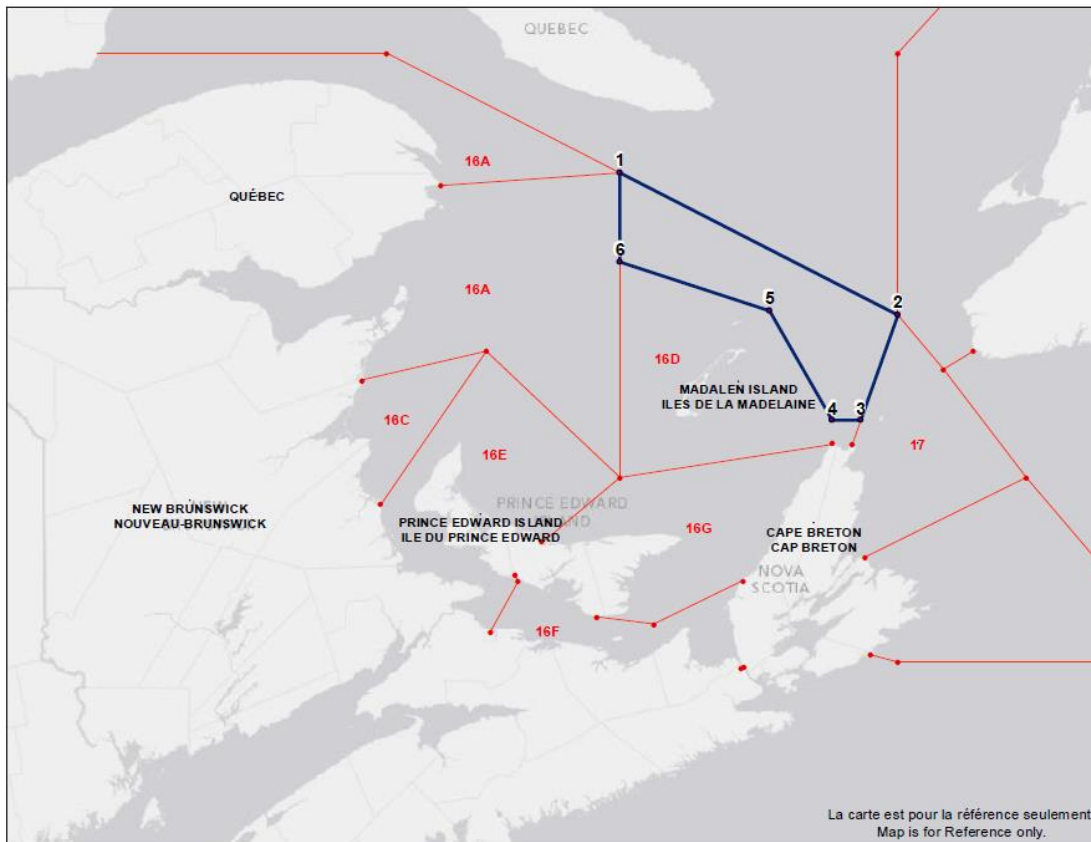 QUEBEC
16A
1
QUÉBEC
6
16A
5
2
16D
MADALEN ISLAND
ILES DE LA MADELAINE
4
3
16C
17
16E
NEW BRUNSWICK
NOUVEAU-BRUNSWICK
NEW
PRINCE EDWARD
ISLAND
PRINCE EDWARD ISLAND
ILE DU PRINCE EDWARD
16G
CAPE BRETON
CAP BRETON
NOVA
SCOTIA
16F
La carte est pour la référence seulement
Map is for Reference only.